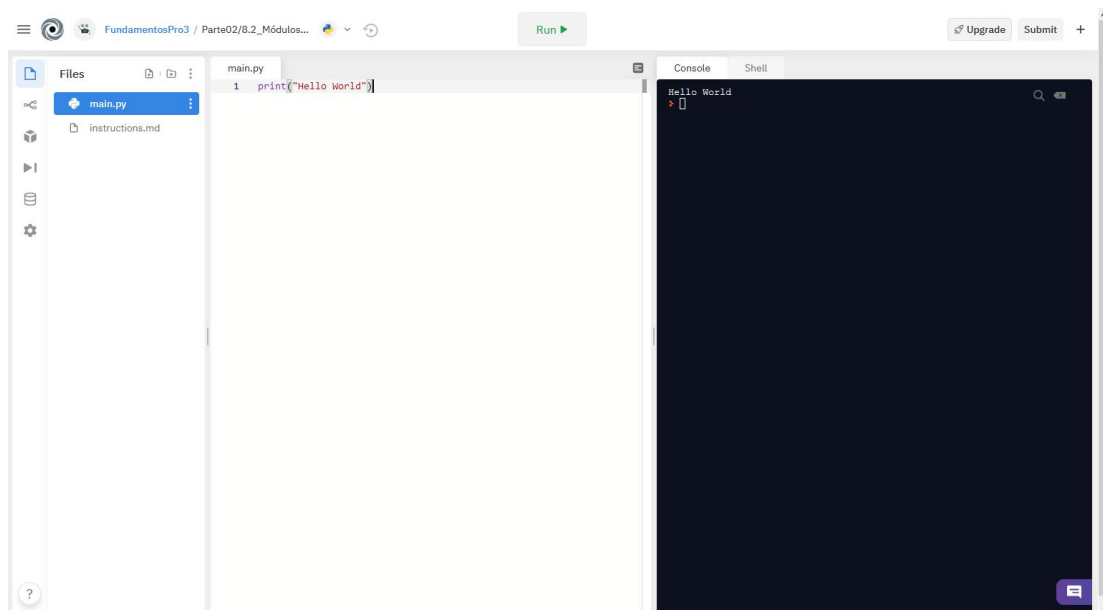 FundamentosPro3 / Parte02/8.2_Módulos...
Run
Upgrade
Submit
Files
main.py
instructions.md
main.py
1 print("Hello World")
Console
Shell
Hello World
?